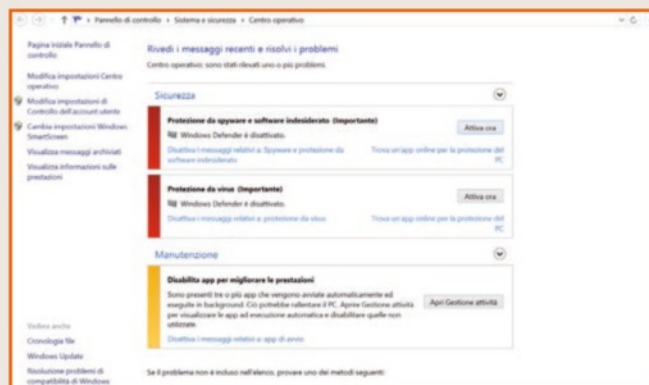 Pannello di controllo › Sistema e sicurezza › Centro operativo
Pagina iniziale Pannello di
controllo
Modifica impostazioni Centro
operativo
Modifica impostazioni di
Controllo dell'account utente
Cambia impostazioni Windows
SmartScreen
Visualizza messaggi archiviati
Visualizza informazioni sulle
prestazioni
Rivedi i messaggi recenti e risolvi i problemi
Centro operativo: sono stati rilevati uno o più problemi.
Sicurezza
Protezione da spyware e software indesiderato (Importante)
Windows Defender è disattivato.
Attiva ora
Disattiva i messaggi relativi a: Spyware e protezione da
software indesiderato
Trova un'app online per la protezione del
PC
Protezione da virus (Importante)
Windows Defender è disattivato.
Attiva ora
Disattiva i messaggi relativi a: protezione da virus
Trova un'app online per la protezione del
PC
Manutenzione
Disabilita app per migliorare le prestazioni
Sono presenti tre o più app che vengono avviate automaticamente ed
eseguite in background. Ciò potrebbe rallentare il PC. Aprire Gestione attività
per visualizzare le app ad esecuzione automatica e disabilitare quelle non
utilizzate.
Apri Gestione attività
Disattiva i messaggi relativi a: app di avvio
Se il problema non è incluso nell'elenco, provare uno dei metodi seguenti:
Vedere anche
Cronologia file
Windows Update
Risoluzione problemi di
compatibilità di Windows